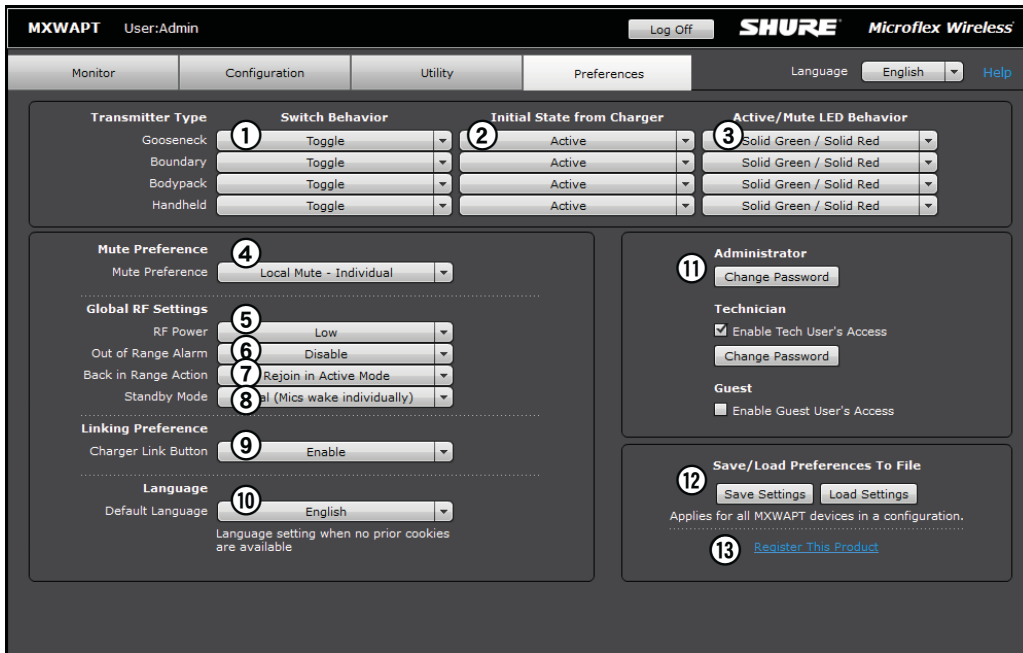 MXWAPT User:Admin Log Off SHURE Microflex Wireless
Monitor Configuration Utility Preferences Language English Help
Transmitter Type Switch Behavior Initial State from Charger Active/Mute LED Behavior
Gooseneck 1 Toggle 2 Active 3 Solid Green / Solid Red
Boundary Toggle Active Solid Green / Solid Red
Bodypack Toggle Active Solid Green / Solid Red
Handheld Toggle Active Solid Green / Solid Red
Mute Preference
Mute Preference 4 Local Mute - Individual
Global RF Settings
RF Power 5 Low
Out of Range Alarm 6 Disable
Back in Range Action 7 Rejoin in Active Mode
Standby Mode 8 (Mics wake individually)
Linking Preference
Charger Link Button 9 Enable
Language
Default Language 10 English
Language setting when no prior cookies
are available
11 Administrator
Change Password
Technician
Enable Tech User's Access
Change Password
Guest
Enable Guest User's Access
Save/Load Preferences To File
12 Save Settings Load Settings
Applies for all MXWAPT devices in a configuration.
13 Register This Product